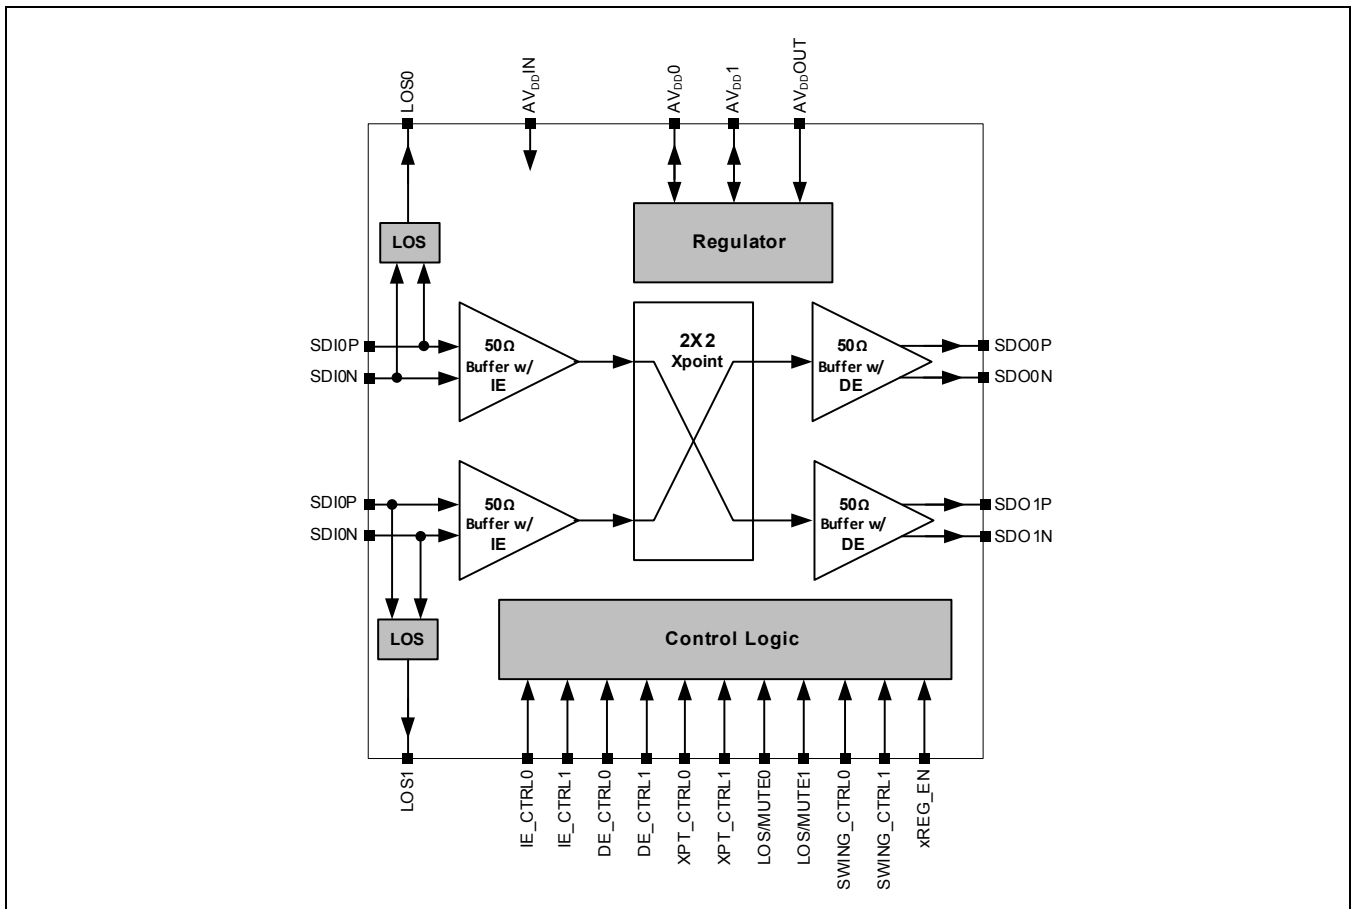 LOS0
AVDDIN
AVDD0
AVDD1
AVDDOUT
LOS
Regulator
SDI0P
SDI0N
50Ω
Buffer w/
IE
2X2
Xpoint
50Ω
Buffer w/
DE
SDO0P
SDO0N
SDI0P
SDI0N
50Ω
Buffer w/
IE
50Ω
Buffer w/
DE
SDO1P
SDO1N
LOS
Control Logic
LOS1
IE_CTRL0
IE_CTRL1
DE_CTRL0
DE_CTRL1
XPT_CTRL0
XPT_CTRL1
LOS/MUTE0
LOS/MUTE1
SWING_CTRL0
SWING_CTRL1
xREG_EN